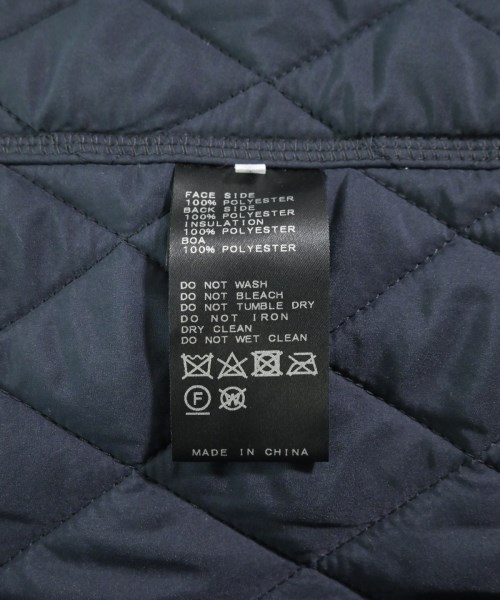 FACE SIDE
100% POLYESTER
BACK SIDE
100% POLYESTER
INSULATION
100% POLYESTER
BOA
100% POLYESTER
DO NOT WASH
DO NOT BLEACH
DO NOT TUMBLE DRY
DO NOT IRON
DRY CLEAN
DO NOT WET CLEAN
F W
MADE IN CHINA